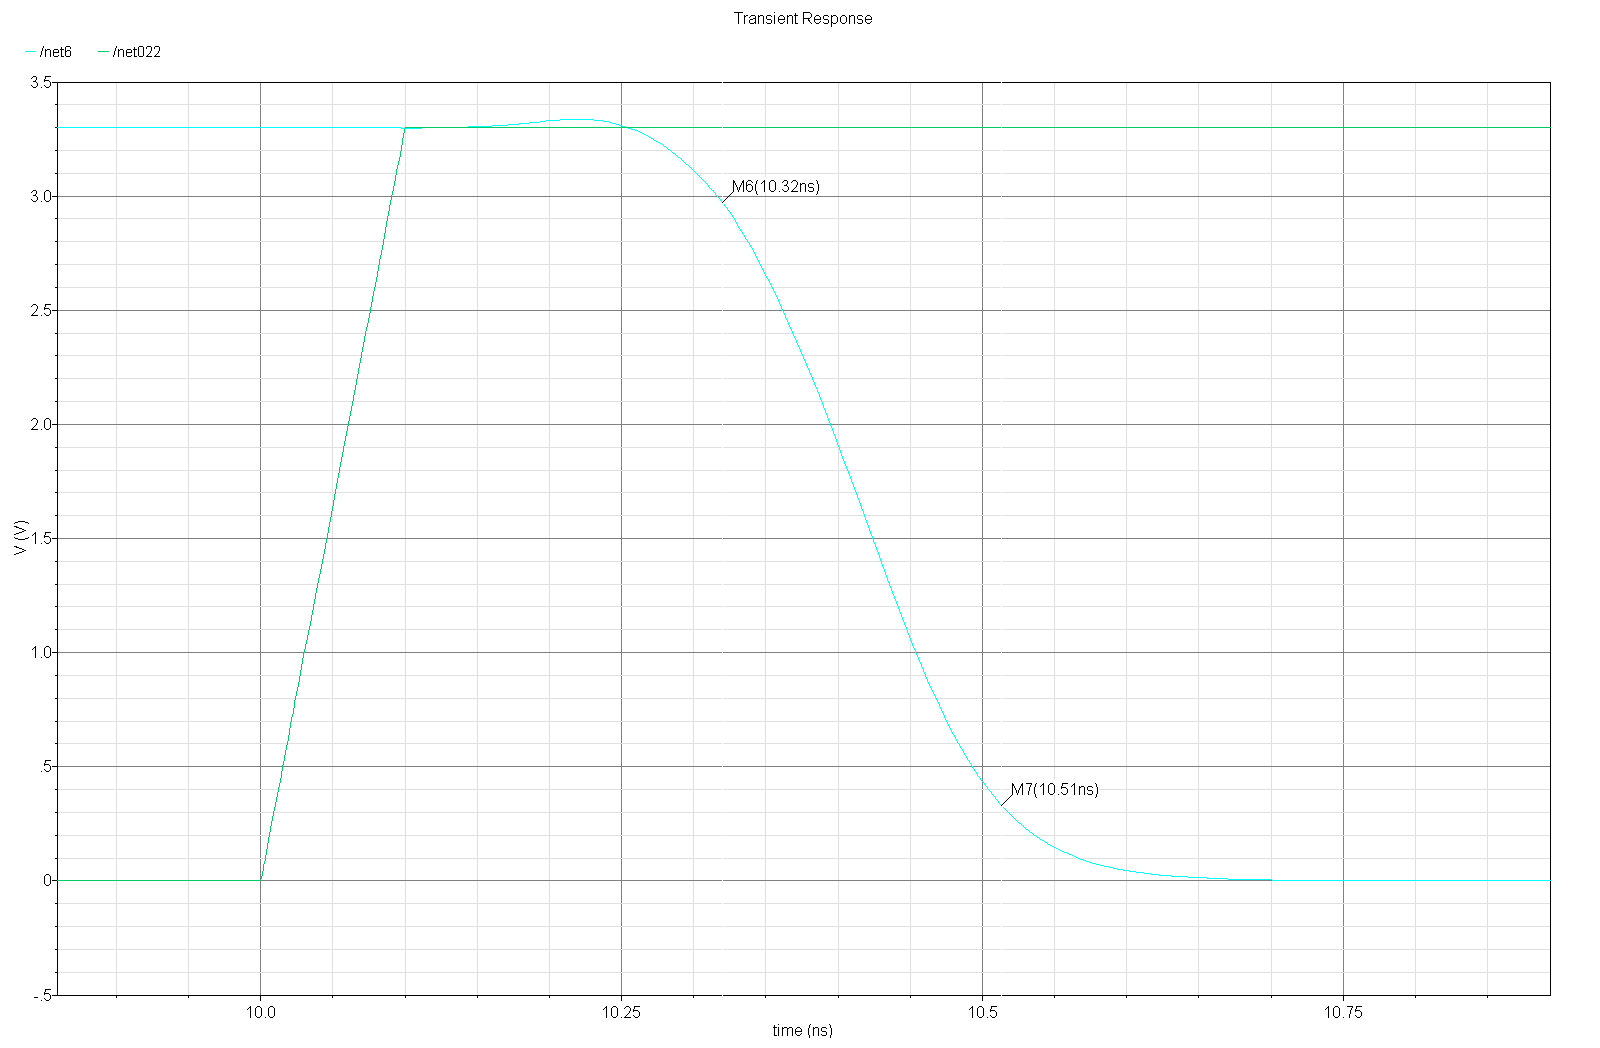 Transient Response
/net6 /net022
3.5
3.0
M6(10.32ns)
2.5
2.0
V (V)
1.5
1.0
.5
M7(10.51ns)
0
-.5
10.0 10.25 10.5 10.75
time (ns)